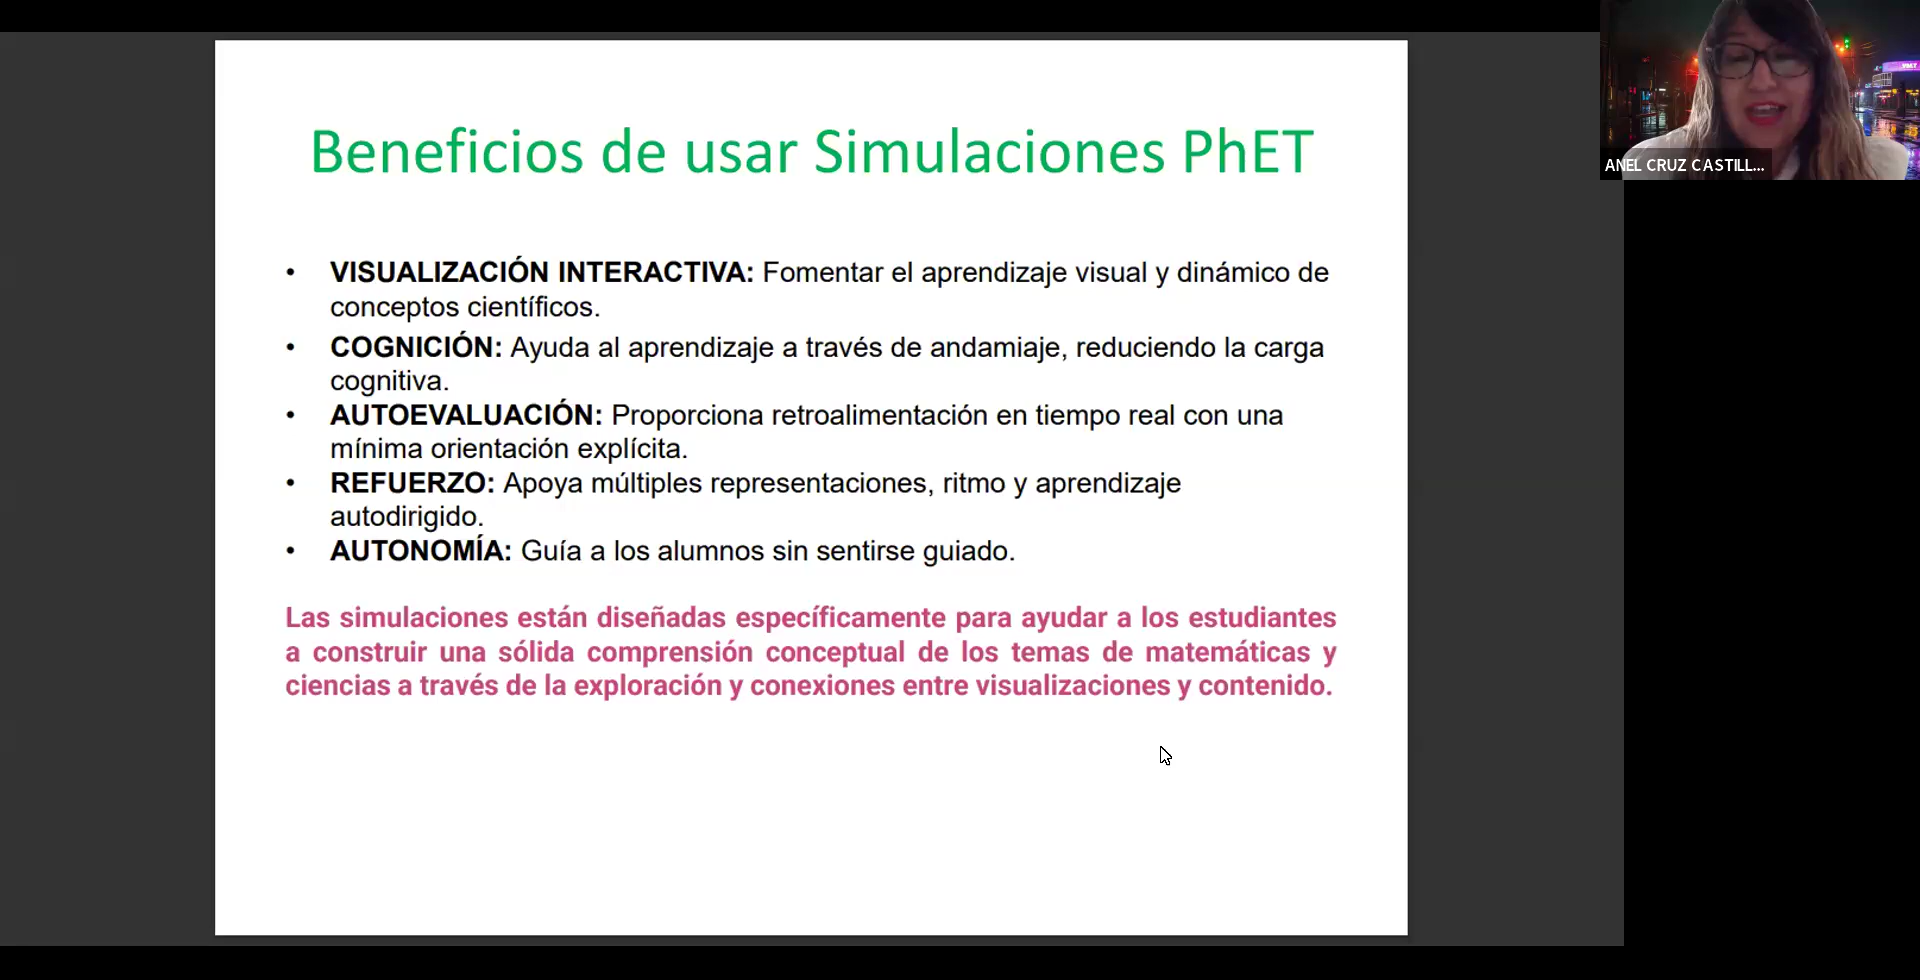 Beneficios de usar Simulaciones PhET
• VISUALIZACIÓN INTERACTIVA: Fomentar el aprendizaje visual y dinámico de
conceptos científicos.
• COGNICIÓN: Ayuda al aprendizaje a través de andamiaje, reduciendo la carga
cognitiva.
• AUTOEVALUACIÓN: Proporciona retroalimentación en tiempo real con una
mínima orientación explícita.
• REFUERZO: Apoya múltiples representaciones, ritmo y aprendizaje
autodirigido.
• AUTONOMÍA: Guía a los alumnos sin sentirse guiado.
Las simulaciones están diseñadas específicamente para ayudar a los estudiantes
a construir una sólida comprensión conceptual de los temas de matemáticas y
ciencias a través de la exploración y conexiones entre visualizaciones y contenido.
ANEL CRUZ CASTILL...